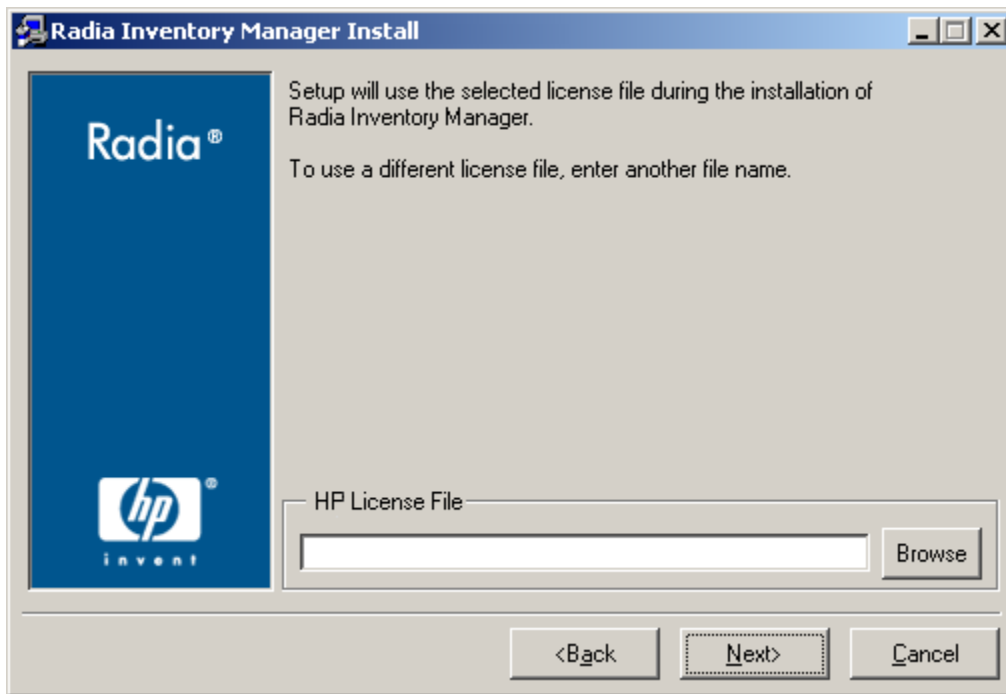 Radia Inventory Manager Install
Radia®
Setup will use the selected license file during the installation of
Radia Inventory Manager.
To use a different license file, enter another file name.
hp®
invent
HP License File
Browse
<Back
Next>
Cancel